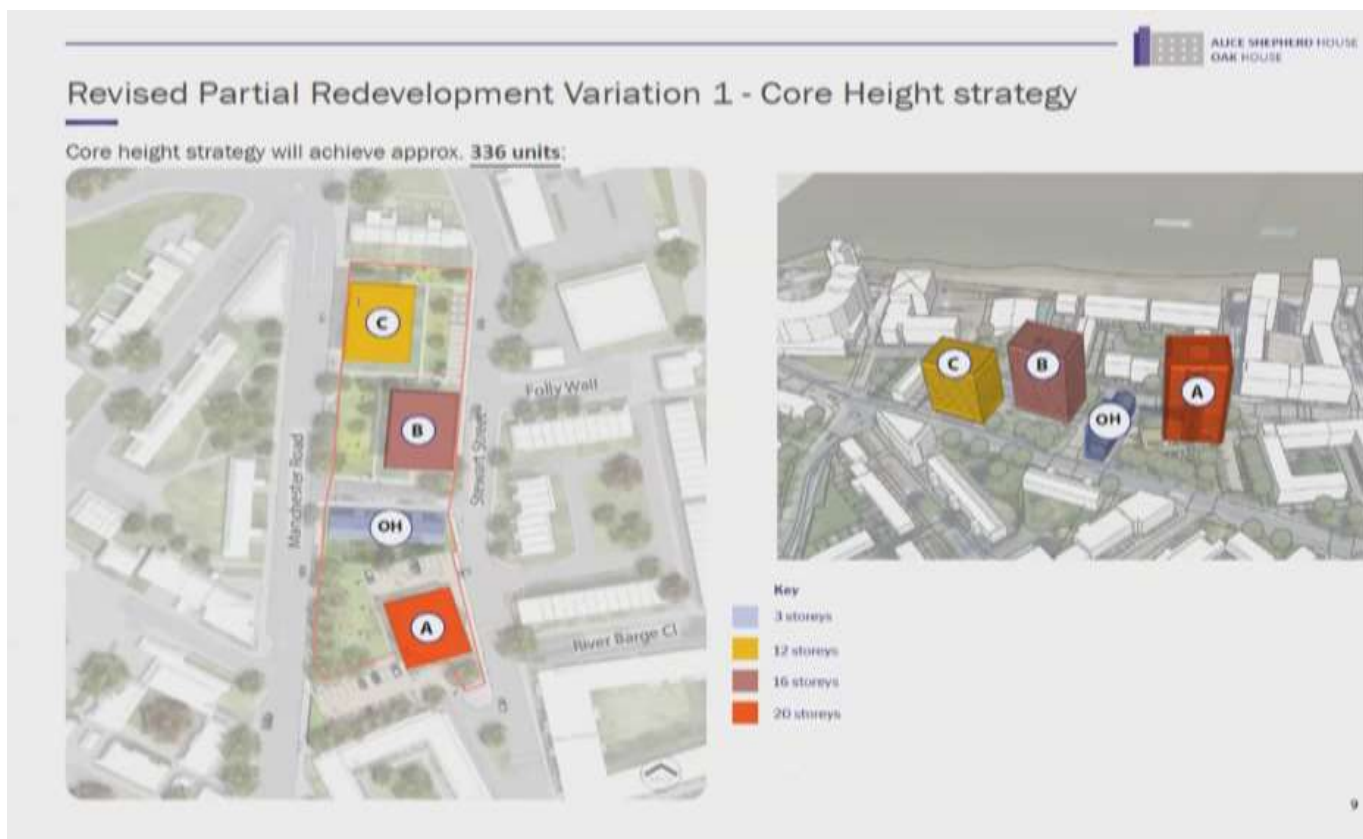 ALICE SHEPHERD HOUSE
OAK HOUSE
Revised Partial Redevelopment Variation 1 - Core Height strategy
Core height strategy will achieve approx. 336 units:
C
B
OH
A
Manchester Road
Stewart Street
Folly Wall
River Barge Cl
C
B
A
OH
Key
3 storeys
12 storeys
16 storeys
20 storeys
9